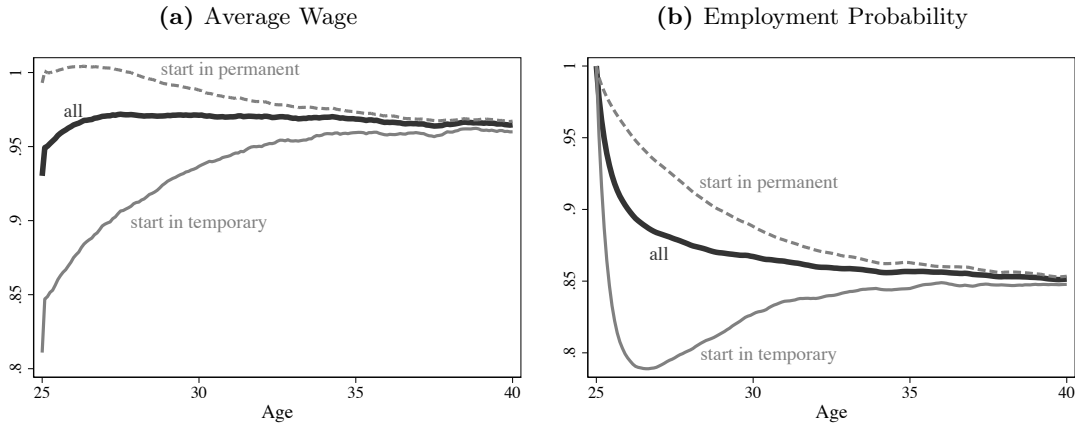 (a) Average Wage
(b) Employment Probability
1
.95
.9
.85
.8
start in permanent
all
start in temporary
25
30
35
40
Age
1
.95
.9
.85
.8
start in permanent
all
start in temporary
25
30
35
40
Age